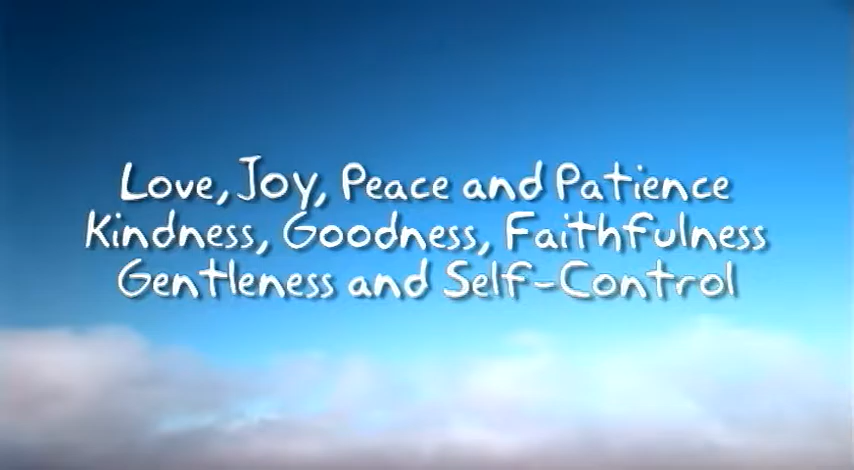 Love, Joy, Peace and Patience
Kindness, Goodness, Faithfulness
Gentleness and Self-Control